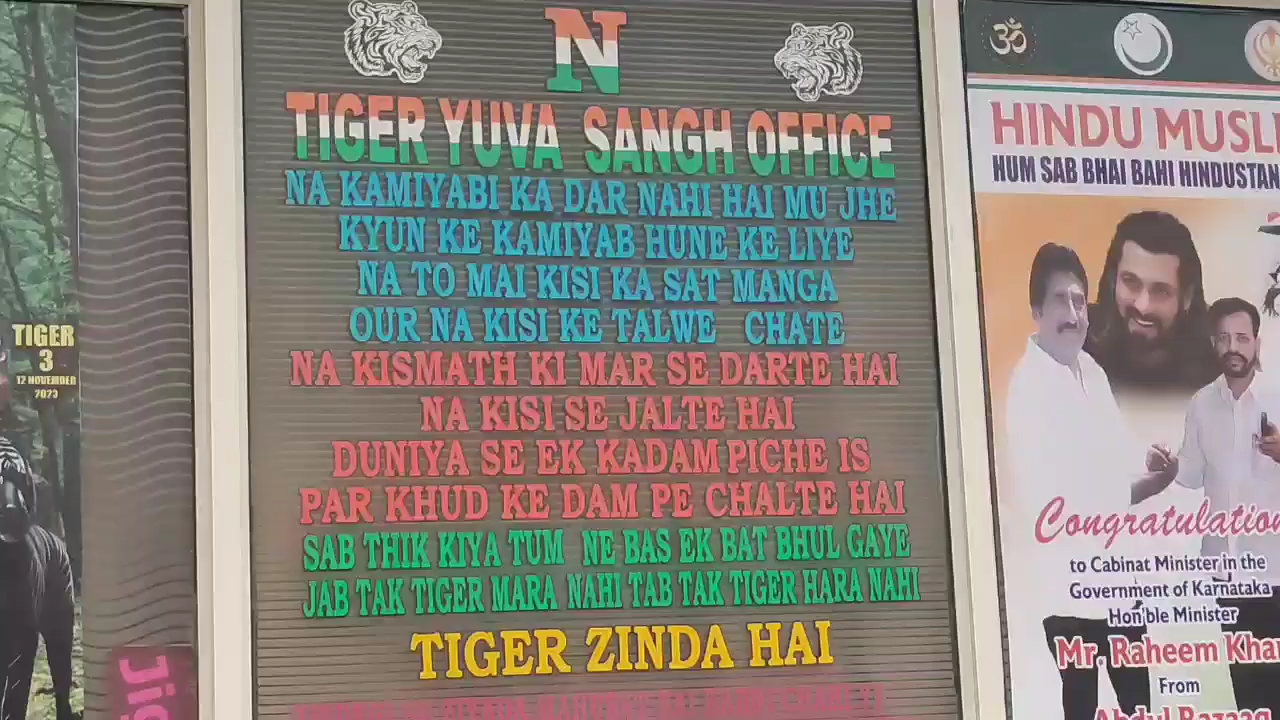 TIGER
3
12 NOVEMBER
2023
N
TIGER YUVA SANGH OFFICE
NA KAMIYABI KA DAR NAHI HAI MU JHE
KYUN KE KAMIYAB HUNE KE LIYE
NA TO MAI KISI KA SAT MANGA
OUR NA KISI KE TALWE CHATE
NA KISMATH KI MAR SE DARTE HAI
NA KISI SE JALTE HAI
DUNIYA SE EK KADAM PICHE IS
PAR KHUD KE DAM PE CHALTE HAI
SAB THIK KIYA TUM NE BAS EK BAT BHUL GAYE
JAB TAK TIGER MARA NAHI TAB TAK TIGER HARA NAHI
TIGER ZINDA HAI
ॐ
HINDU MUSLI
HUM SAB BHAI BAHI HINDUSTAN
Congratulation
to Cabinat Minister in the
Government of Karnataka
Hon'ble Minister
Mr. Raheem Khan
From
Abdul Razaaq